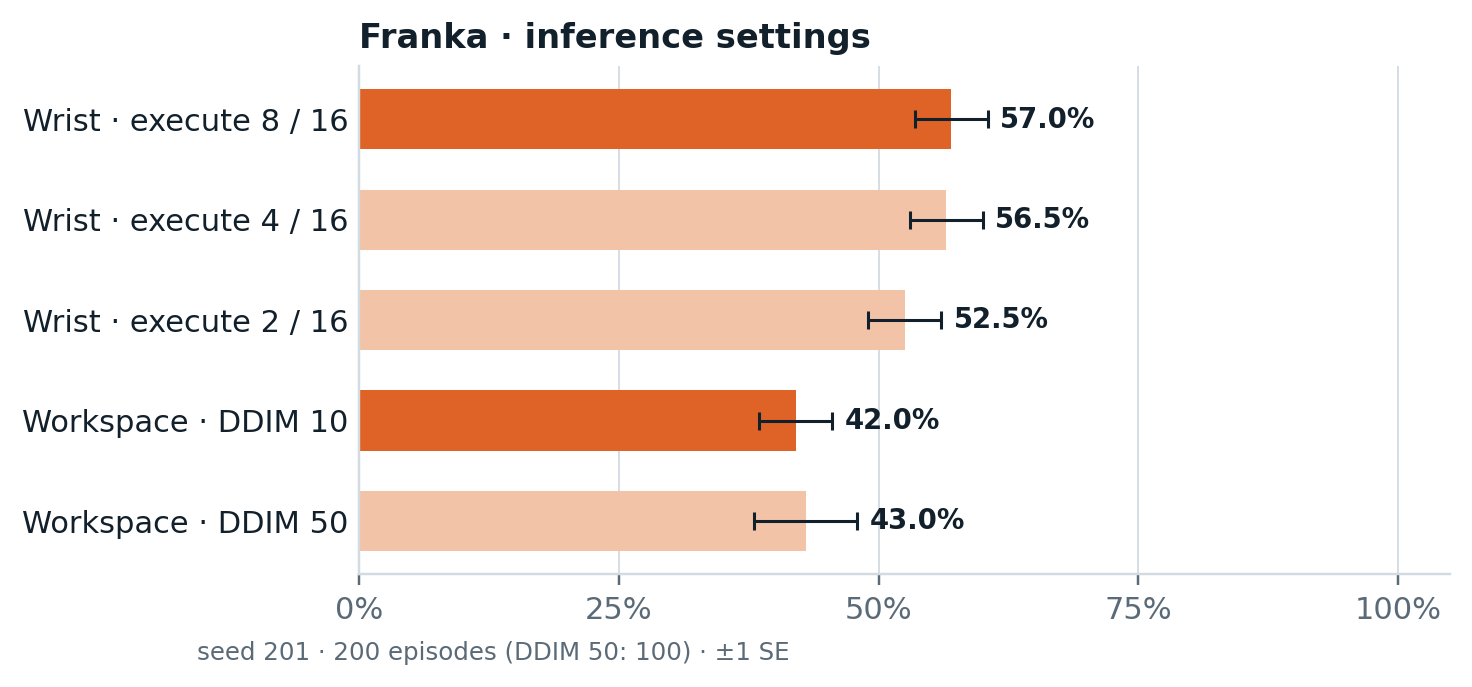 Franka · inference settings
Wrist · execute 8 / 16
57.0%
Wrist · execute 4 / 16
56.5%
Wrist · execute 2 / 16
52.5%
Workspace · DDIM 10
42.0%
Workspace · DDIM 50
43.0%
0% 25% 50% 75% 100%
seed 201 · 200 episodes (DDIM 50: 100) · ±1 SE